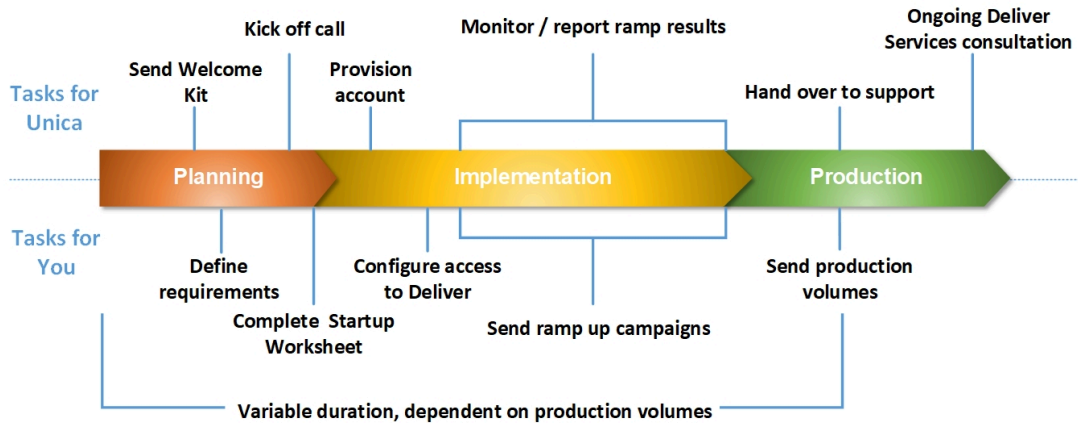 Kick off call
Monitor / report ramp results
Ongoing Deliver
Services consultation
Send Welcome
Kit
Provision
account
Hand over to support
Tasks for
Unica
Planning
Implementation
Production
Tasks for
You
Define
requirements
Configure access
to Deliver
Send production
volumes
Complete Startup
Worksheet
Send ramp up campaigns
Variable duration, dependent on production volumes